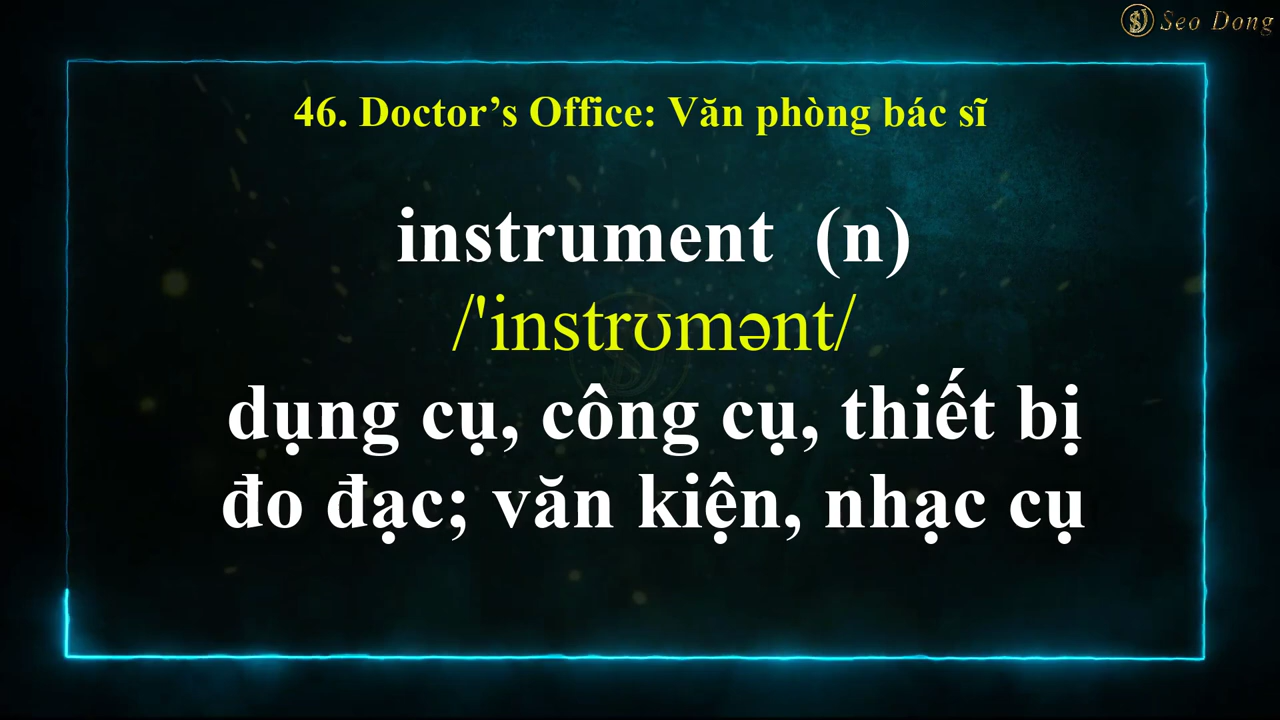 Seo Dong
46. Doctor’s Office: Văn phòng bác sĩ
instrument (n)
/'instrʊmənt/
dụng cụ, công cụ, thiết bị
đo đạc; văn kiện, nhạc cụ